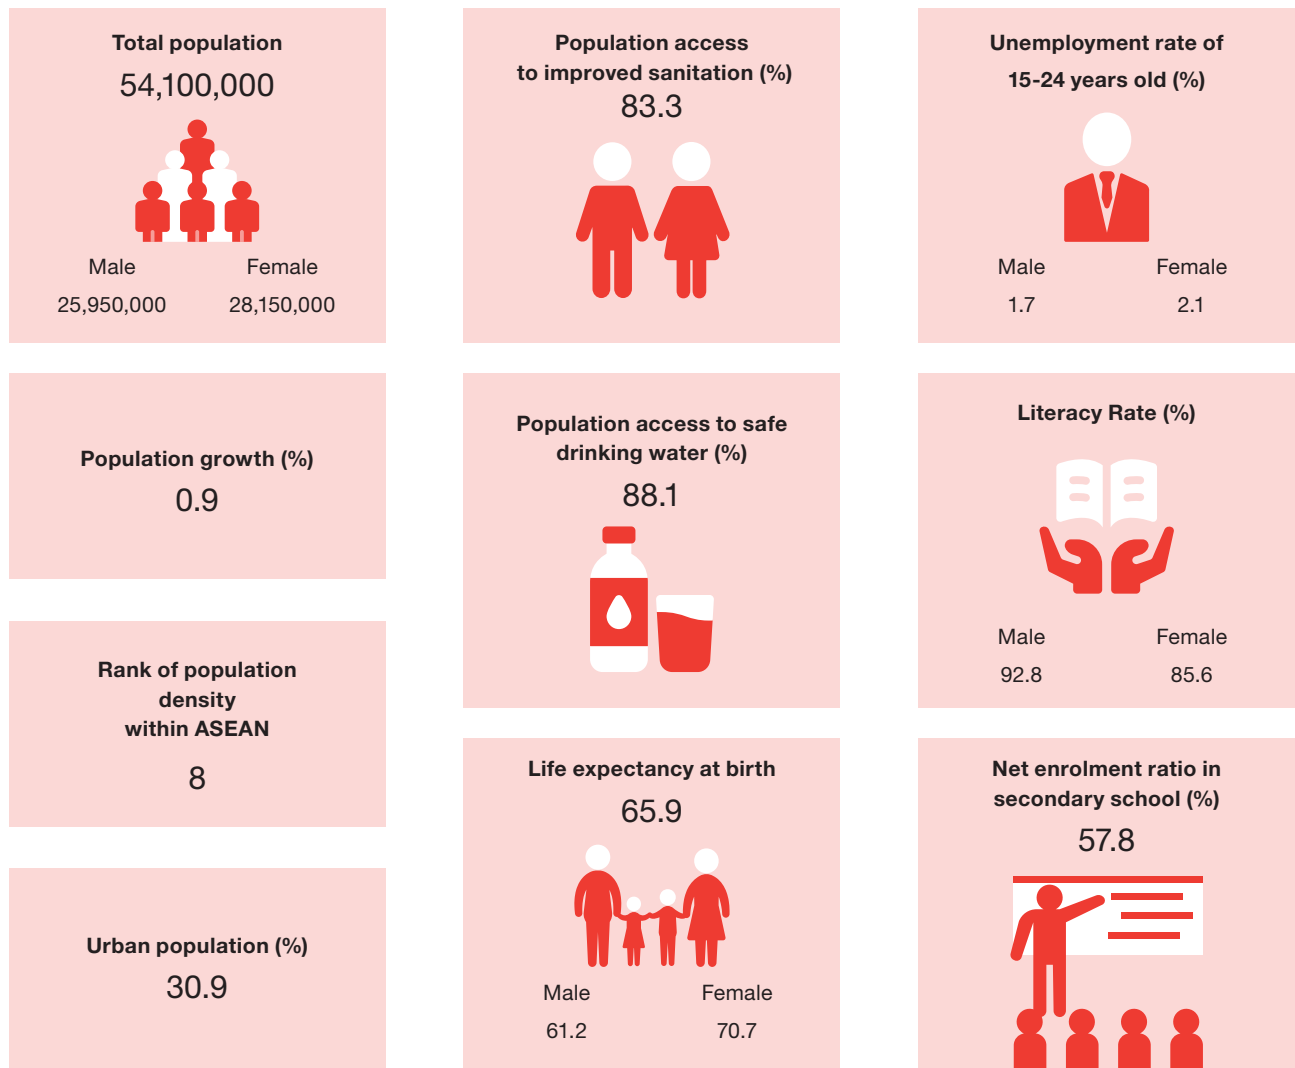 Total population
54,100,000
Male Female
25,950,000 28,150,000
Population growth (%)
0.9
Rank of population
density
within ASEAN
8
Urban population (%)
30.9
Population access
to improved sanitation (%)
83.3
Population access to safe
drinking water (%)
88.1
Life expectancy at birth
65.9
Male Female
61.2 70.7
Unemployment rate of
15-24 years old (%)
Male Female
1.7 2.1
Literacy Rate (%)
Male Female
92.8 85.6
Net enrolment ratio in
secondary school (%)
57.8